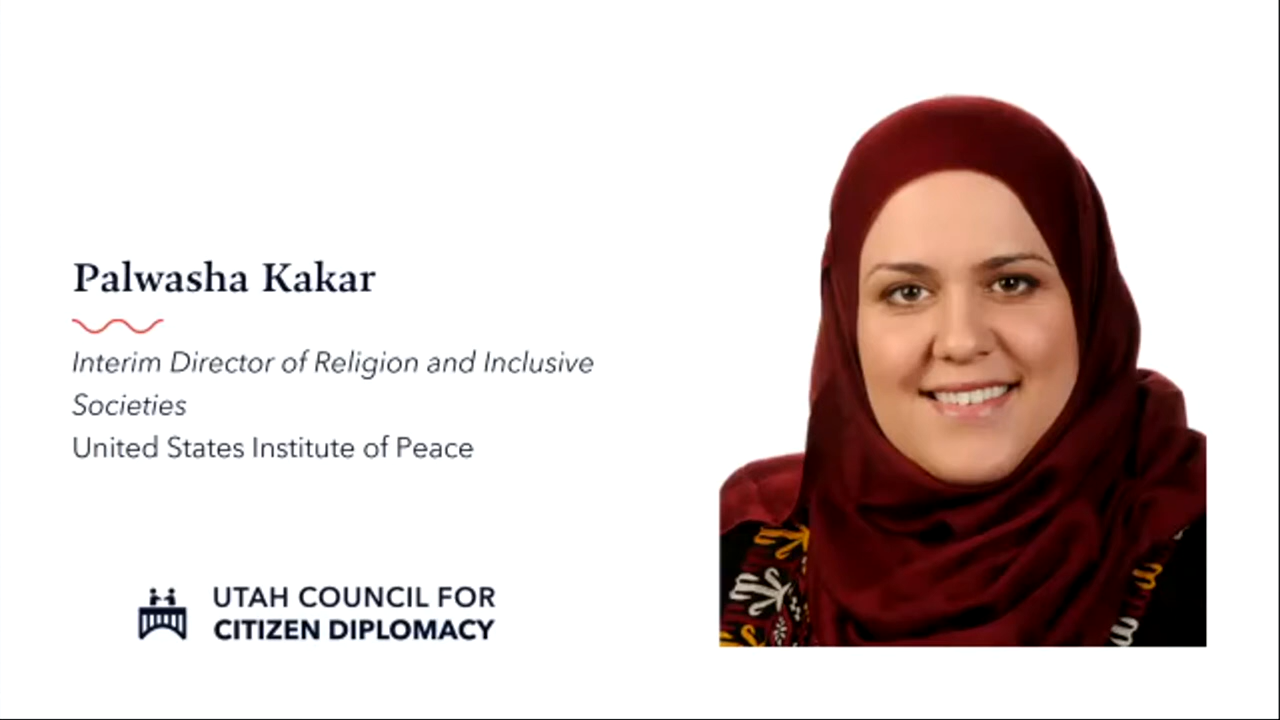 Palwasha Kakar
Interim Director of Religion and Inclusive
Societies
United States Institute of Peace
UTAH COUNCIL FOR
CITIZEN DIPLOMACY